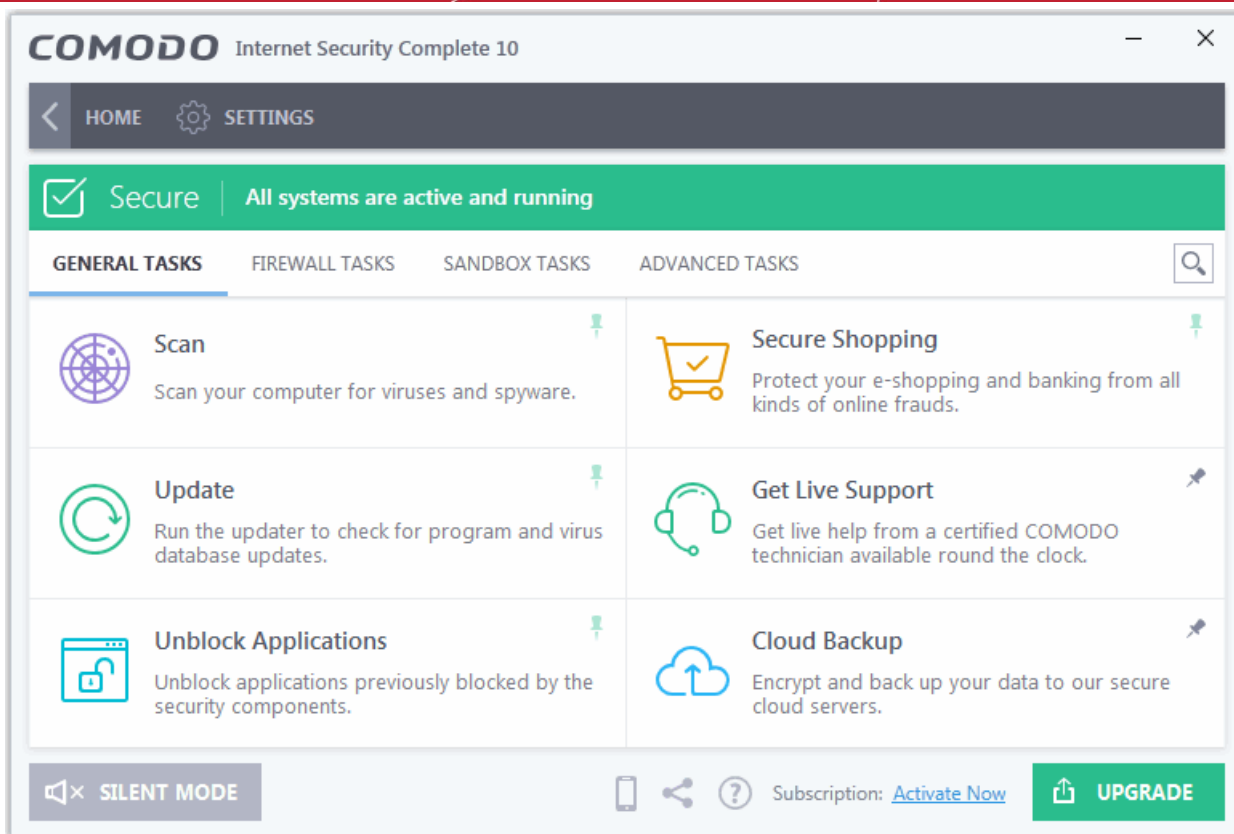 COMODO Internet Security Complete 10
HOME SETTINGS
Secure All systems are active and running
GENERAL TASKS FIREWALL TASKS SANDBOX TASKS ADVANCED TASKS
Scan
Scan your computer for viruses and spyware.
Secure Shopping
Protect your e-shopping and banking from all
kinds of online frauds.
Update
Run the updater to check for program and virus
database updates.
Get Live Support
Get live help from a certified COMODO
technician available round the clock.
Unblock Applications
Unblock applications previously blocked by the
security components.
Cloud Backup
Encrypt and back up your data to our secure
cloud servers.
SILENT MODE
? Subscription: Activate Now
UPGRADE